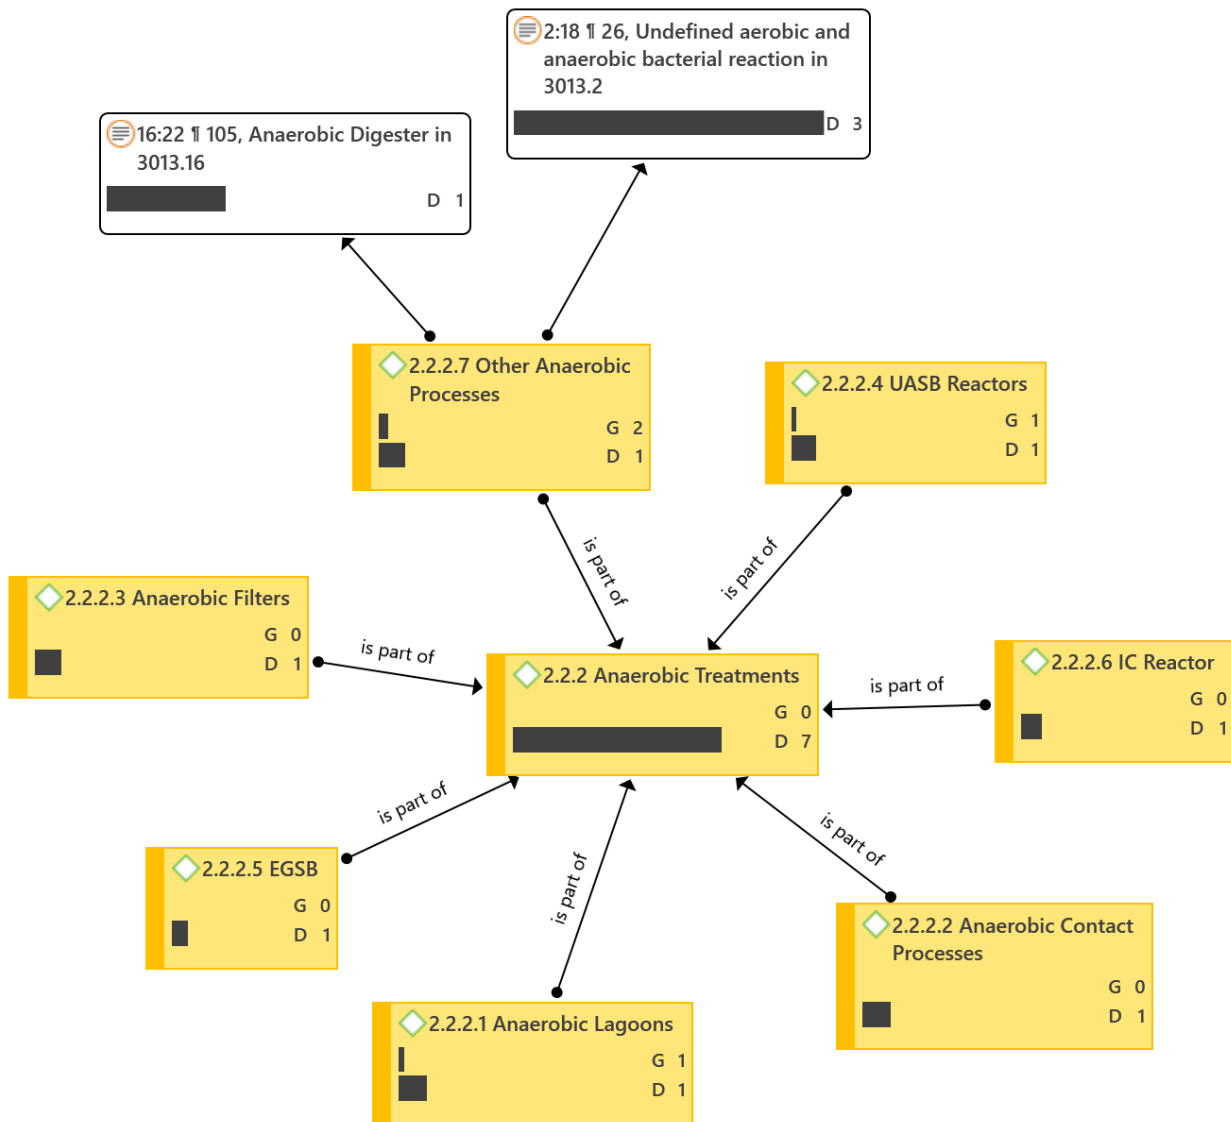 2:18 ¶ 26, Undefined aerobic and
anaerobic bacterial reaction in
3013.2
D 3
16:22 ¶ 105, Anaerobic Digester in
3013.16
D 1
2.2.2.7 Other Anaerobic
Processes
G 2
D 1
2.2.2.4 UASB Reactors
G 1
D 1
is part of
is part of
2.2.2.3 Anaerobic Filters
G 0
D 1
is part of
2.2.2 Anaerobic Treatments
G 0
D 7
is part of
2.2.2.6 IC Reactor
G 0
D 1
is part of
is part of
is part of
2.2.2.5 EGSB
G 0
D 1
2.2.2.2 Anaerobic Contact
Processes
G 0
D 1
2.2.2.1 Anaerobic Lagoons
G 1
D 1